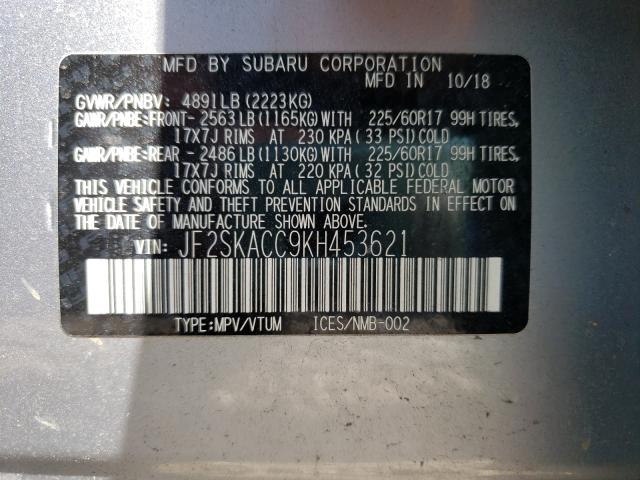 MFD BY SUBARU CORPORATION
MFD IN 10/18
GVWR/PNBV: 4891LB (2223KG)
GAWR/PNBE:FRONT- 2563LB (1165KG) WITH 225/60R17 99H TIRES,
17X7J RIMS AT 230 KPA( 33 PSI) COLD
GAWR/PNBE:REAR - 2486LB (1130KG) WITH 225/60R17 99H TIRES,
17X7J RIMS AT 220 KPA( 32 PSI) COLD
THIS VEHICLE CONFORMS TO ALL APPLICABLE FEDERAL MOTOR
VEHICLE SAFETY AND THEFT PREVENTION STANDARDS IN EFFECT
ON THE DATE OF MANUFACTURE SHOWN ABOVE.
VIN: JF2SKACC9KH453621
TYPE:MPV/VTUM ICES/NMB-002